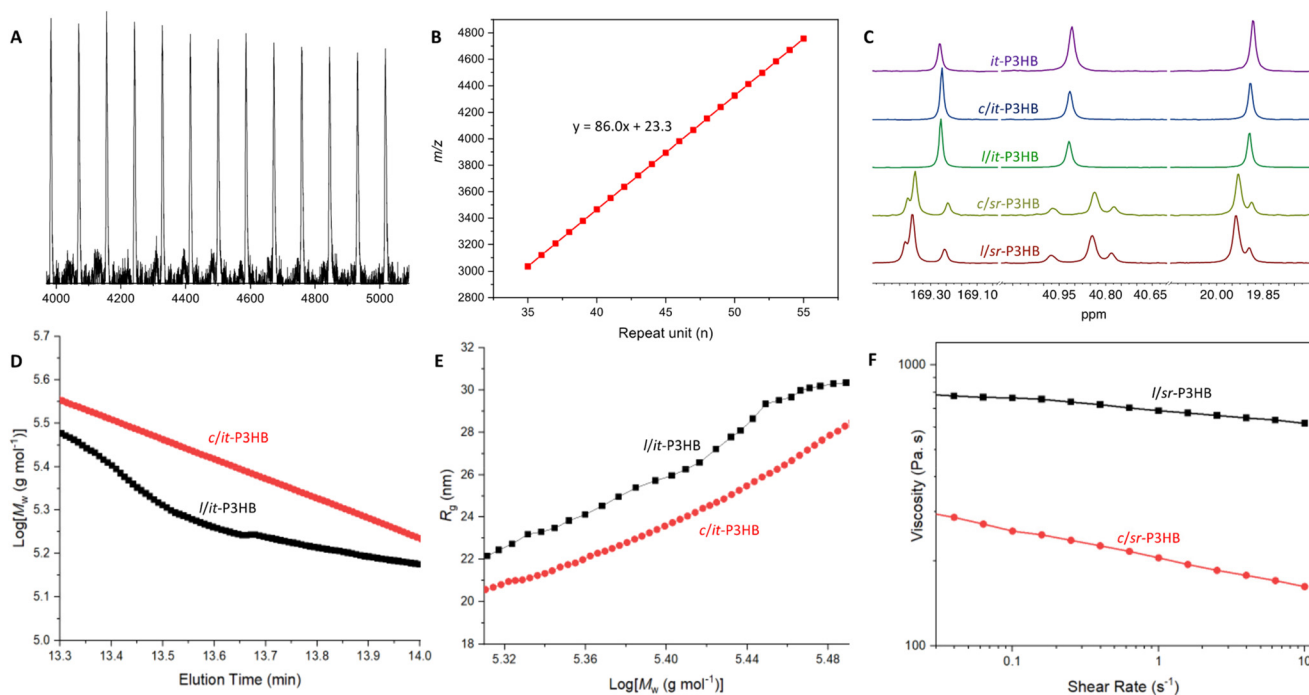 A
4000 4200 4400 4600 4800 5000
B
4800
4600
4400
4200
4000
3800
3600
3400
3200
3000
2800
m/z
y = 86.0x + 23.3
35 40 45 50 55
Repeat unit (n)
C
it-P3HB
c/it-P3HB
l/it-P3HB
c/sr-P3HB
l/sr-P3HB
169.30 169.10 40.95 40.80 40.65 20.00 19.85
ppm
D
5.7
5.6
5.5
5.4
5.3
5.2
5.1
5.0
Log[Mw (g mol⁻¹)]
c/it-P3HB
l/it-P3HB
13.3 13.4 13.5 13.6 13.7 13.8 13.9 14.0
Elution Time (min)
E
32
30
28
26
24
22
20
18
Rg (nm)
l/it-P3HB
c/it-P3HB
5.32 5.36 5.40 5.44 5.48
Log[Mw (g mol⁻¹)]
F
1000
100
Viscosity (Pa. s)
l/sr-P3HB
c/sr-P3HB
0.1 1 10
Shear Rate (s⁻¹)